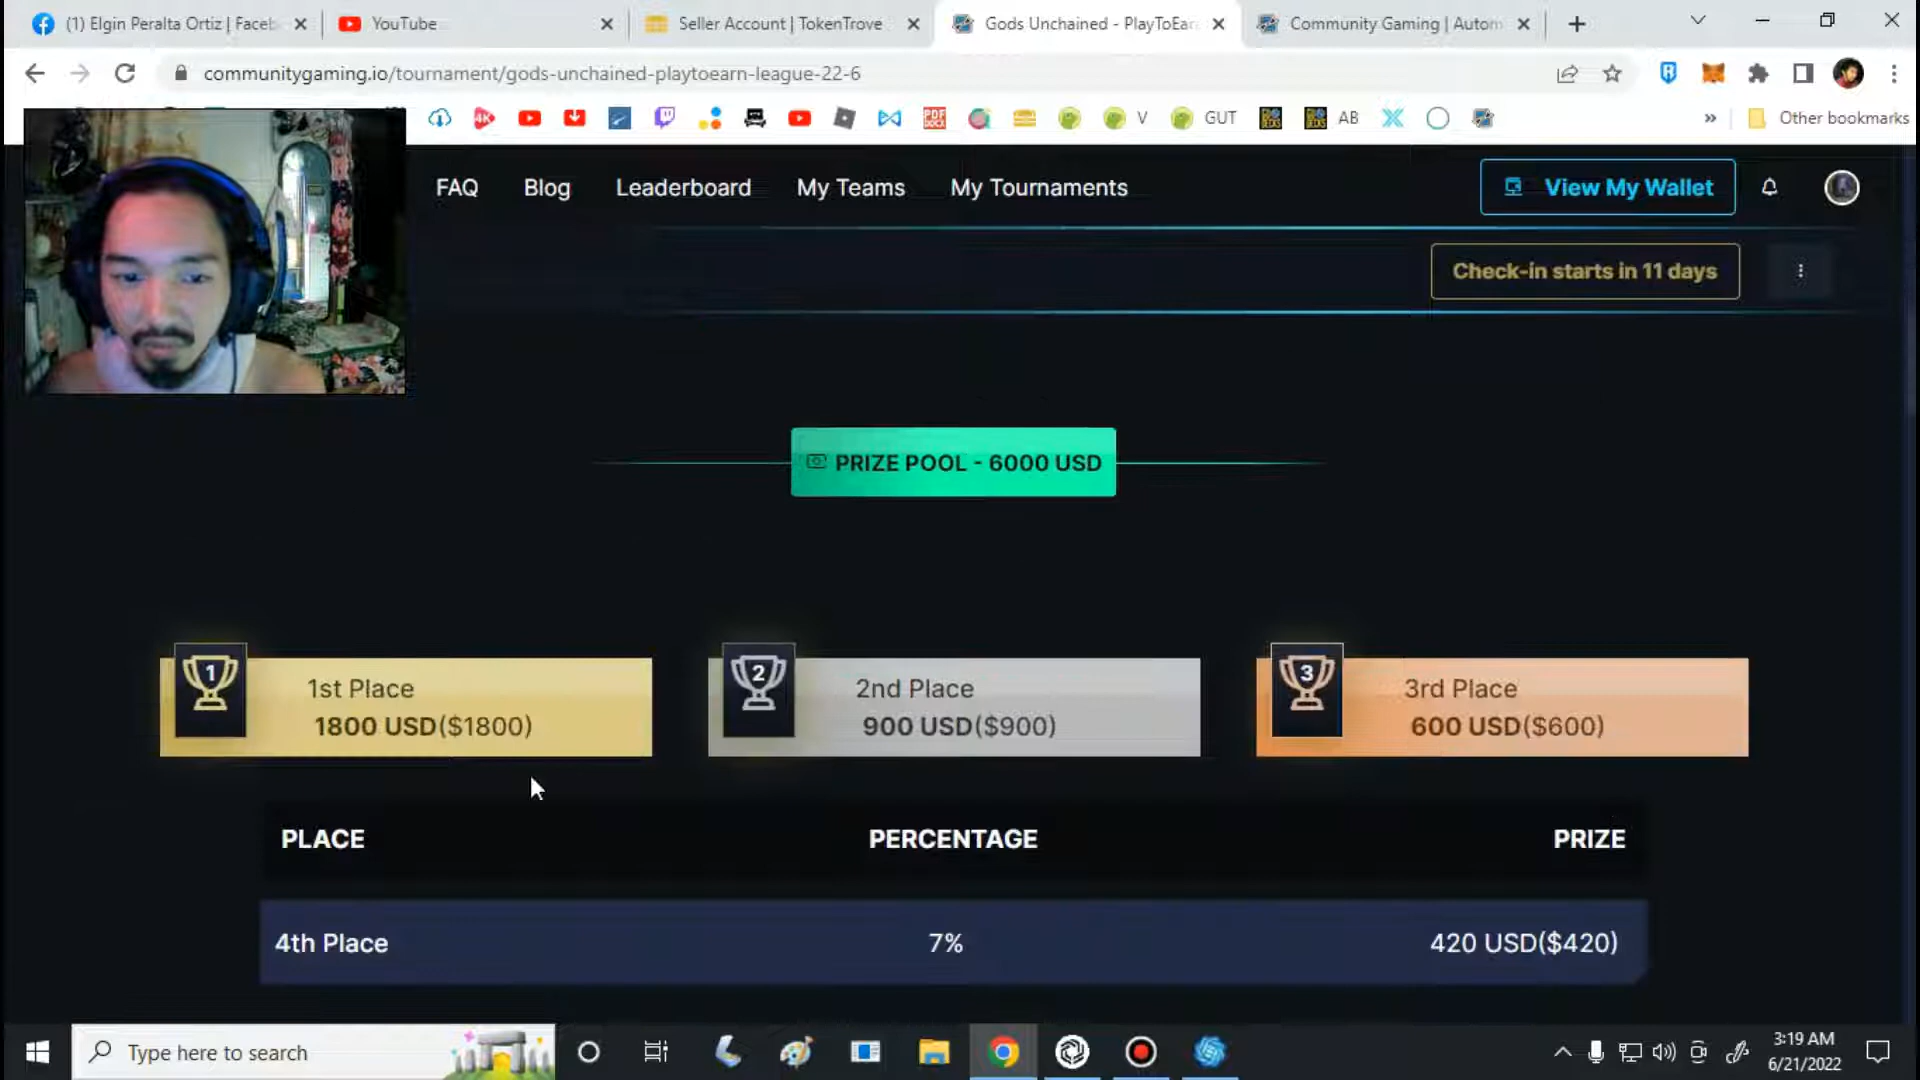 (1) Elgin Peralta Ortiz | Faceb
YouTube
Seller Account | TokenTrove
Gods Unchained - PlayToEar
Community Gaming | Autom
communitygaming.io/tournament/gods-unchained-playtoearn-league-22-6
4K
PDF
V
GUT
AB
»
Other bookmarks
FAQ
Blog
Leaderboard
My Teams
My Tournaments
View My Wallet
Check-in starts in 11 days
PRIZE POOL - 6000 USD
1
1st Place
1800 USD($1800)
2
2nd Place
900 USD($900)
3
3rd Place
600 USD($600)
PLACE
PERCENTAGE
PRIZE
4th Place
7%
420 USD($420)
Type here to search
3:19 AM
6/21/2022